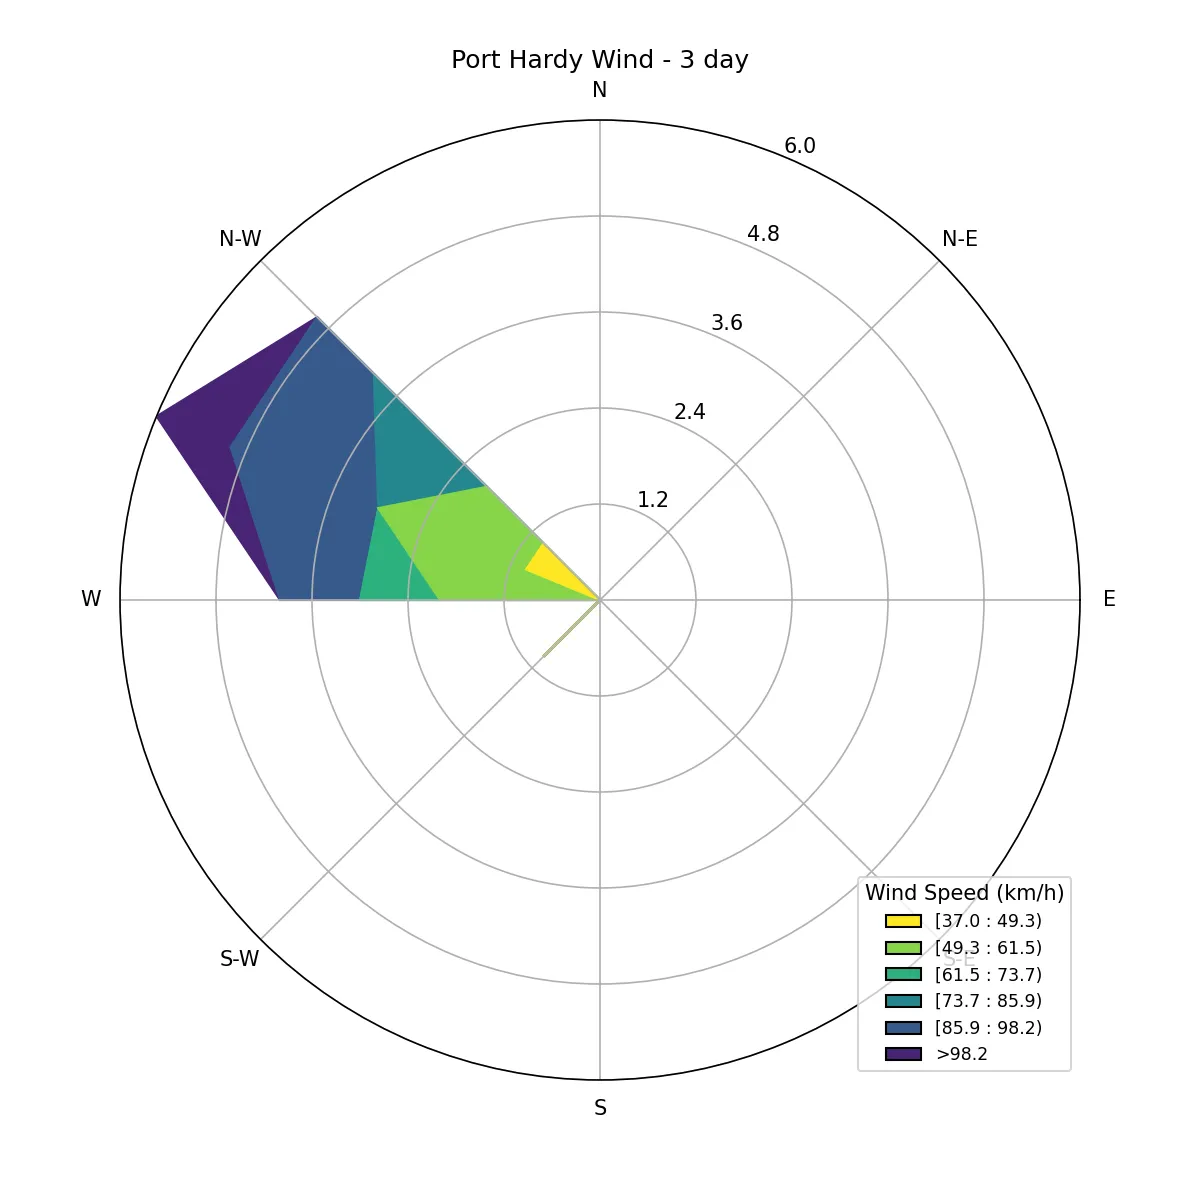 Port Hardy Wind - 3 day
N
6.0
N-W
4.8
N-E
3.6
2.4
1.2
W
E
Wind Speed (km/h)
[37.0 : 49.3)
[49.3 : 61.5)
S-W
S-E
[61.5 : 73.7)
[73.7 : 85.9)
[85.9 : 98.2)
>98.2
S